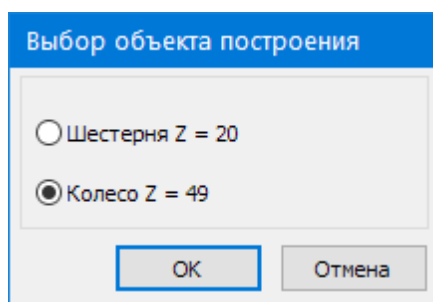 Выбор объекта построения
Шестерня Z = 20
Колесо Z = 49
OK
Отмена